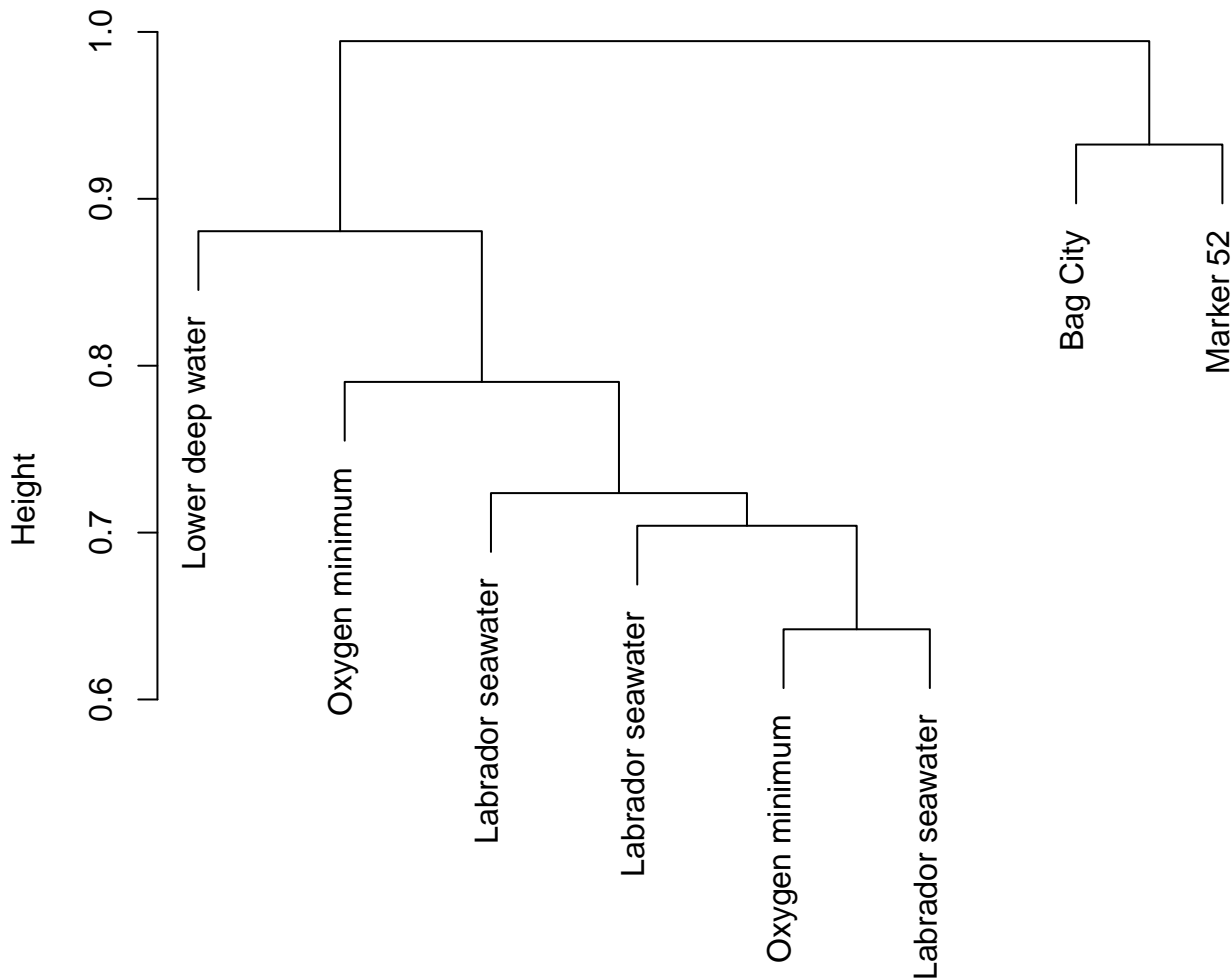 Height
1.0
0.9
0.8
0.7
0.6
Lower deep water
Oxygen minimum
Labrador seawater
Labrador seawater
Oxygen minimum
Labrador seawater
Bag City
Marker 52